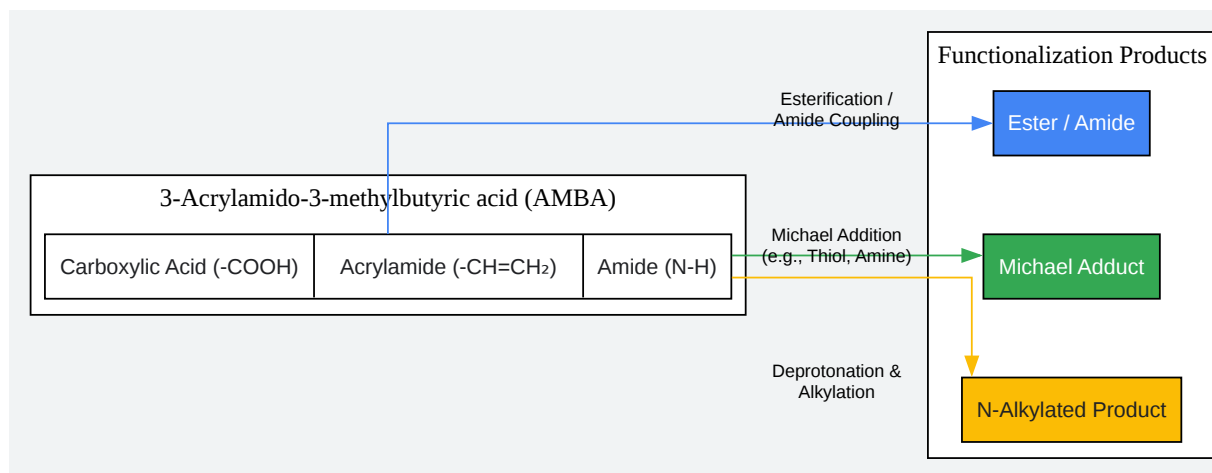 Functionalization Products
Esterification /
Amide Coupling
Ester / Amide
3-Acrylamido-3-methylbutyric acid (AMBA)
Carboxylic Acid (-COOH)
Acrylamide (-CH=CH₂)
Amide (N-H)
Michael Addition
(e.g., Thiol, Amine)
Michael Adduct
Deprotonation &
Alkylation
N-Alkylated Product